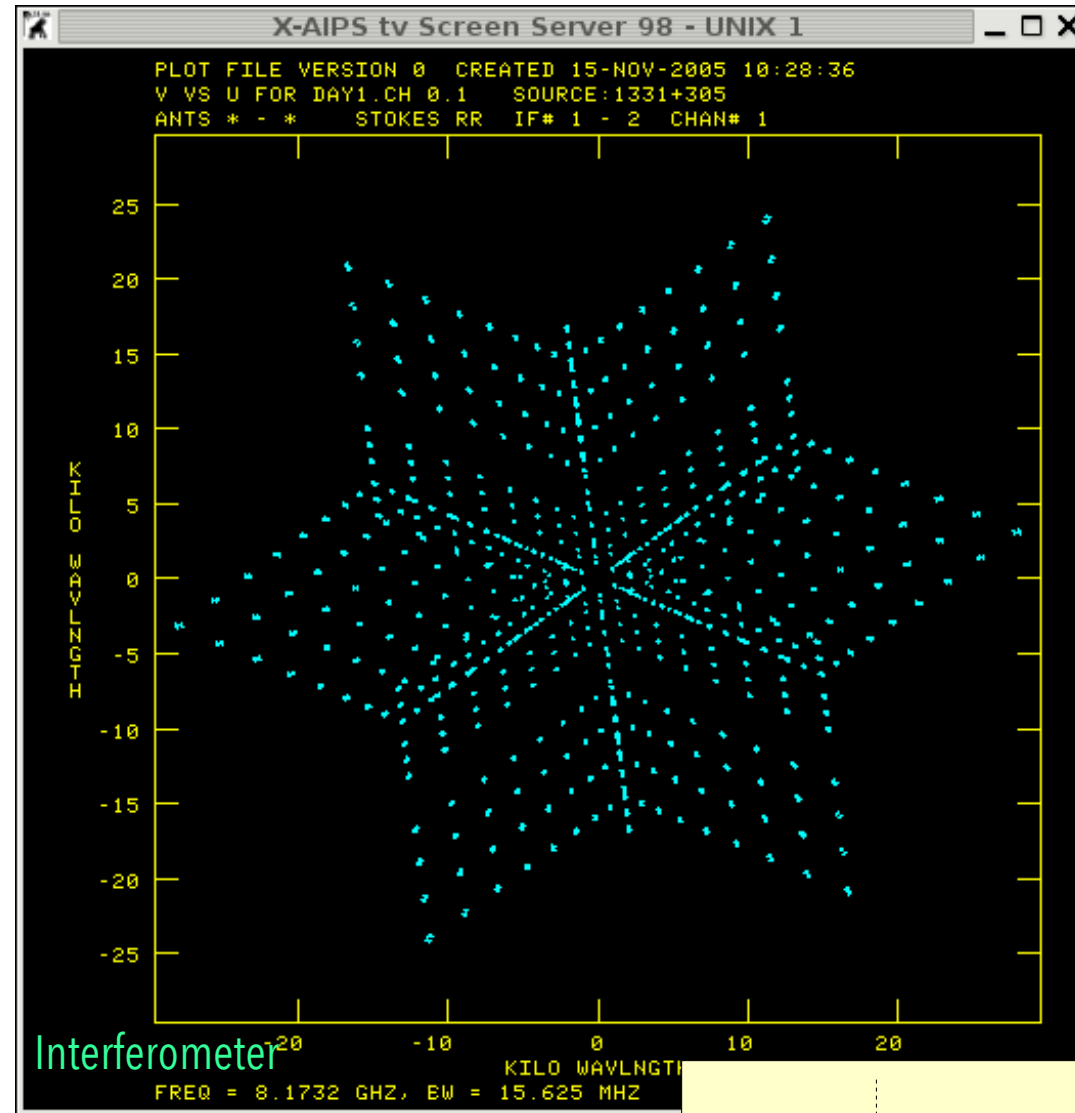 X-AIPS tv Screen Server 98 - UNIX 1
PLOT FILE VERSION 0 CREATED 15-NOV-2005 10:28:36
V VS U FOR DAY1.CH 0.1 SOURCE:1331+305
ANTS * - * STOKES RR IF# 1 - 2 CHAN# 1
25
20
15
10
5
0
-5
-10
-15
-20
-25
KILO WAVLNGTH
Interferometer
-20 -10 0 10 20
KILO WAVLNGT
FREQ = 8.1732 GHZ, BW = 15.625 MHZ